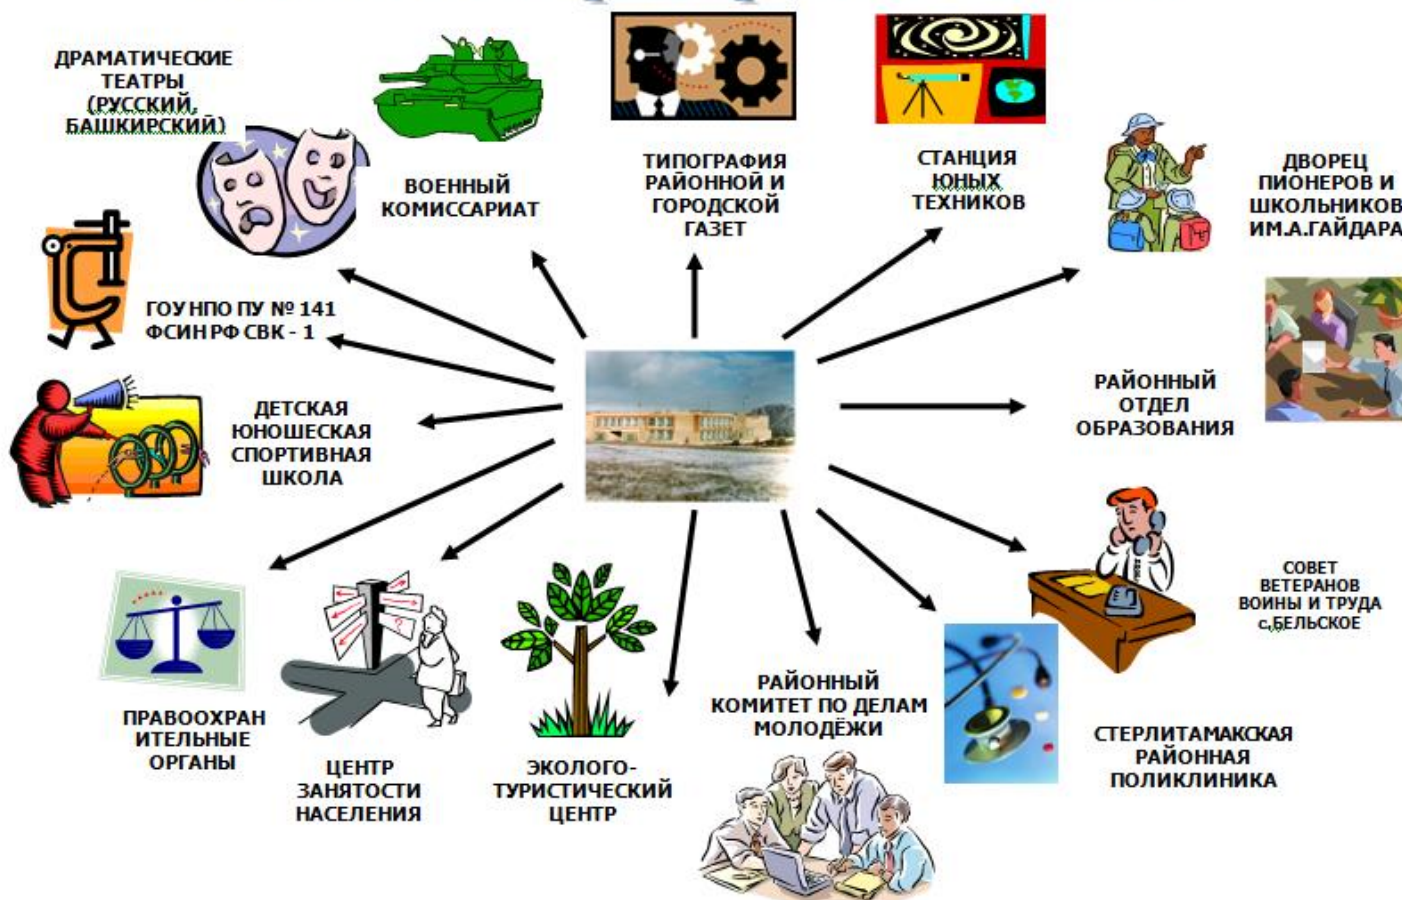 ДРАМАТИЧЕСКИЕ
ТЕАТРЫ
(РУССКИЙ,
БАШКИРСКИЙ)
ВОЕННЫЙ
КОМИССАРИАТ
ТИПОГРАФИЯ
РАЙОННОЙ И
ГОРОДСКОЙ
ГАЗЕТ
СТАНЦИЯ
ЮНЫХ
ТЕХНИКОВ
ДВОРЕЦ
ПИОНЕРОВ И
ШКОЛЬНИКОВ
ИМ.А.ГАЙДАРА
ГОУ НПО ПУ № 141
ФСИН РФ СВК - 1
ДЕТСКАЯ
ЮНОШЕСКАЯ
СПОРТИВНАЯ
ШКОЛА
РАЙОННЫЙ
ОТДЕЛ
ОБРАЗОВАНИЯ
СОВЕТ
ВЕТЕРАНОВ
ВОИНЫ И ТРУДА
с.БЕЛЬСКОЕ
ПРАВООХРАН
ИТЕЛЬНЫЕ
ОРГАНЫ
ЦЕНТР
ЗАНЯТОСТИ
НАСЕЛЕНИЯ
ЭКОЛОГО-
ТУРИСТИЧЕСКИЙ
ЦЕНТР
РАЙОННЫЙ
КОМИТЕТ ПО ДЕЛАМ
МОЛОДЁЖИ
СТЕРЛИТАМАКСКАЯ
РАЙОННАЯ
ПОЛИКЛИНИКА